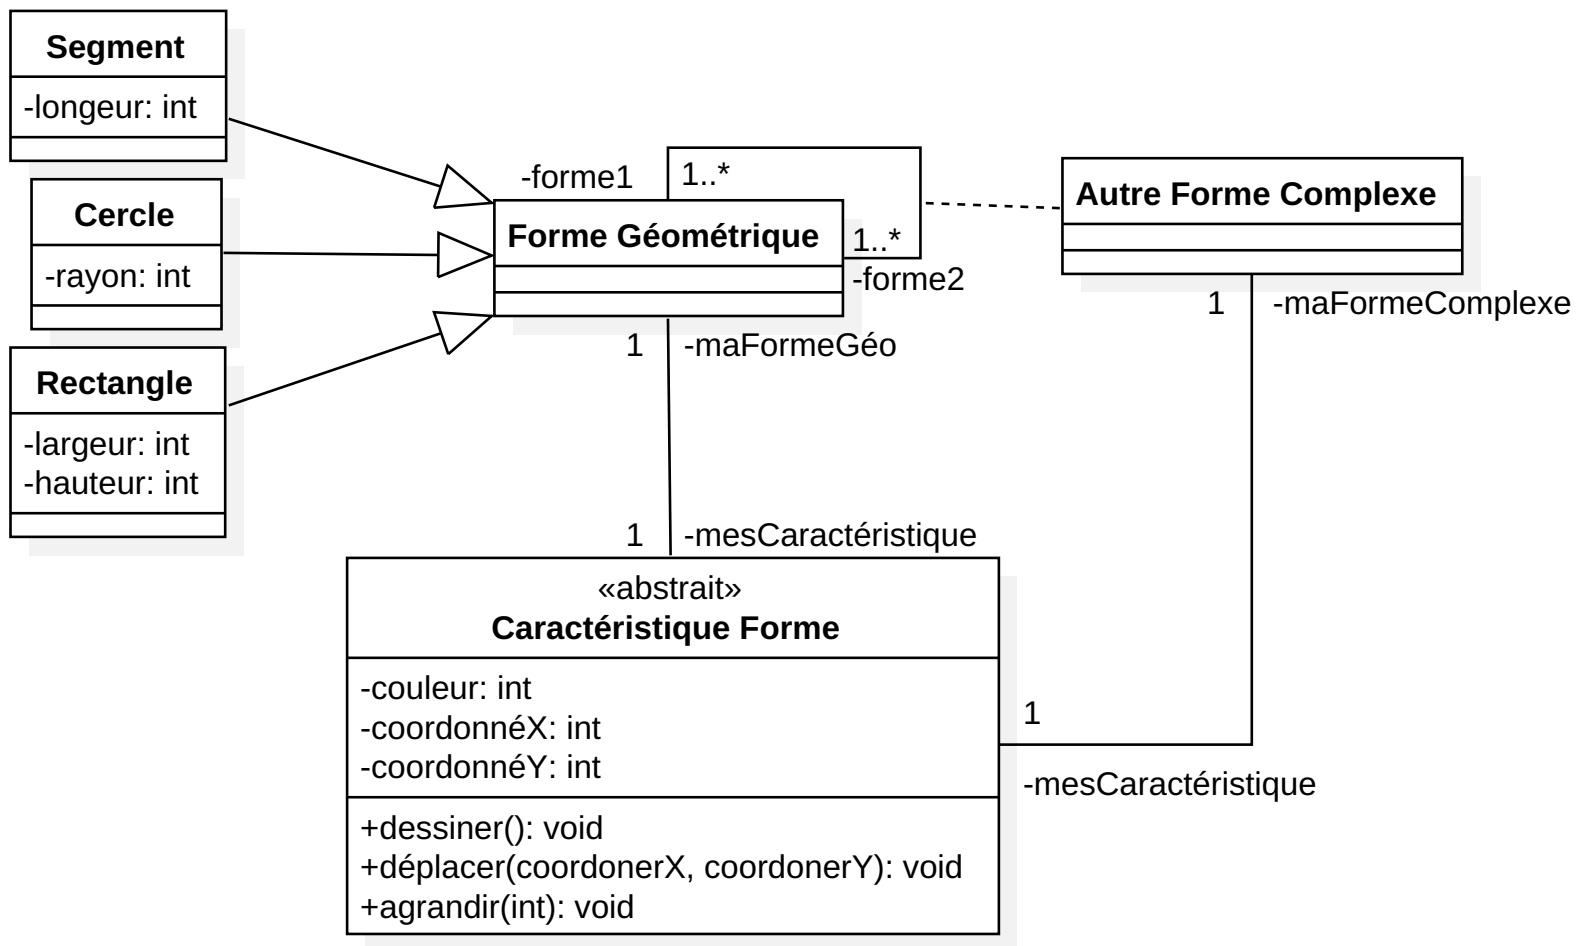 Segment
-longeur: int
Cercle
-rayon: int
Rectangle
-largeur: int
-hauteur: int
-forme1
1..*
Forme Géométrique
1..*
-forme2
Autre Forme Complexe
1
-maFormeComplexe
1
-maFormeGéo
1
-mesCaractéristique
«abstrait»
Caractéristique Forme
-couleur: int
-coordonnéX: int
-coordonnéY: int
+dessiner(): void
+déplacer(coordonerX, coordonerY): void
+agrandir(int): void
1
-mesCaractéristique